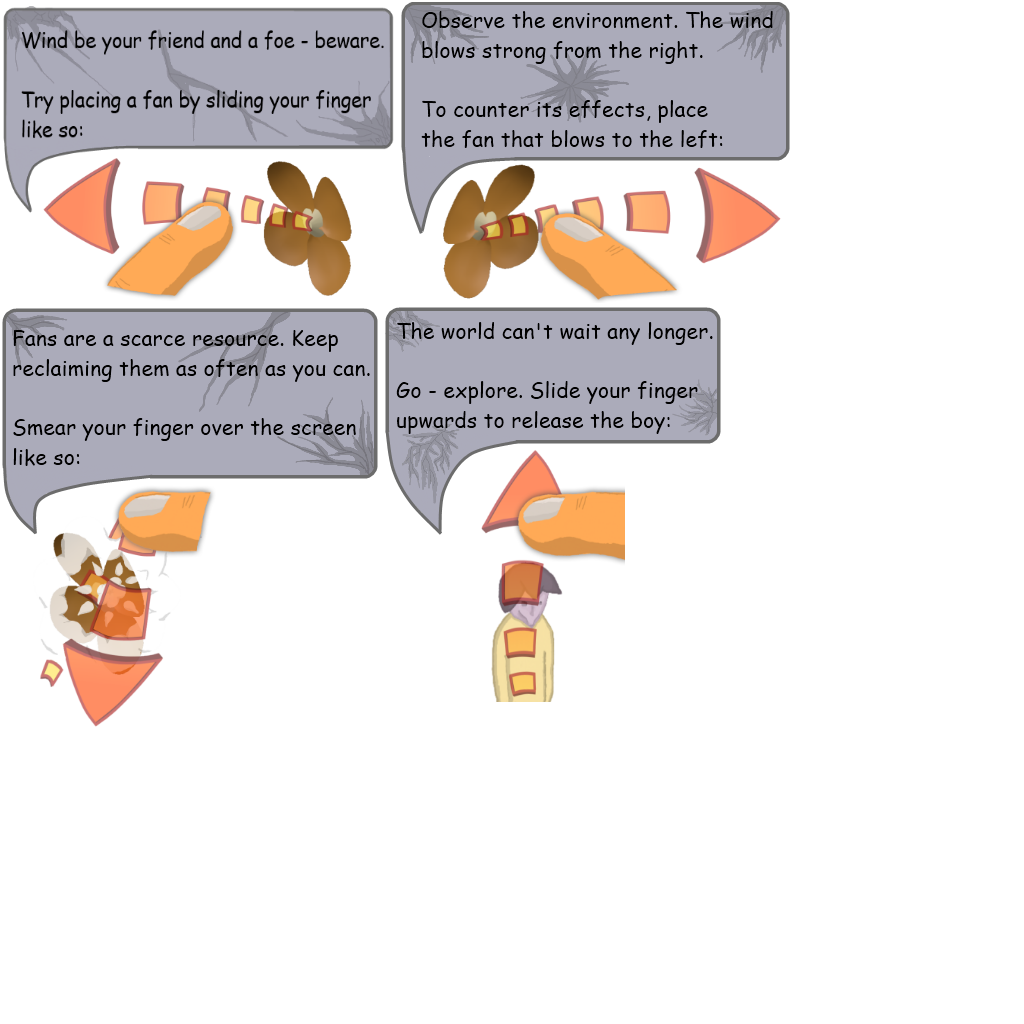 Wind be your friend and a foe - beware.
Try placing a fan by sliding your finger
like so:
Observe the environment. The wind
blows strong from the right.
To counter its effects, place
the fan that blows to the left:
Fans are a scarce resource. Keep
reclaiming them as often as you can.
Smear your finger over the screen
like so:
The world can't wait any longer.
Go - explore. Slide your finger
upwards to release the boy: